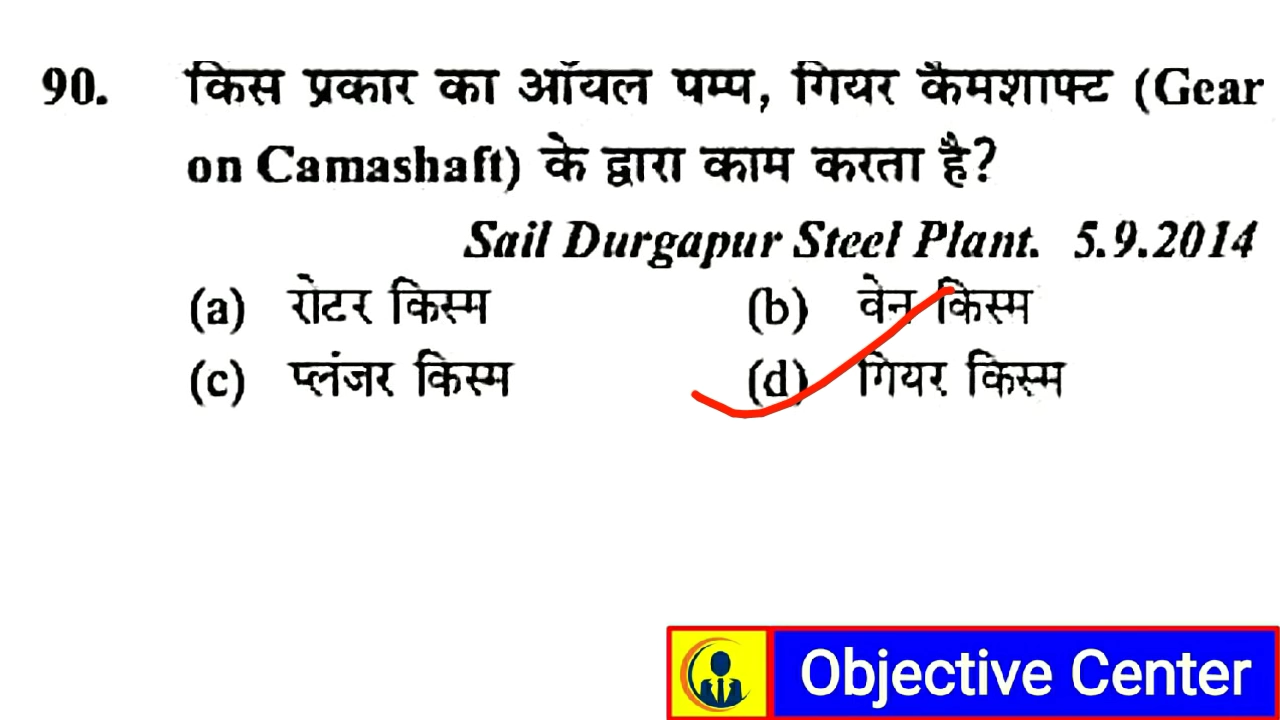 90. किस प्रकार का ऑयल पम्प, गियर कैमशाफ्ट (Gear
on Camashaft) के द्वारा काम करता है?
Sail Durgapur Steel Plant. 5.9.2014
(a) रोटर किस्म (b) वेन किस्म
(c) प्लंजर किस्म (d) गियर किस्म
Objective Center